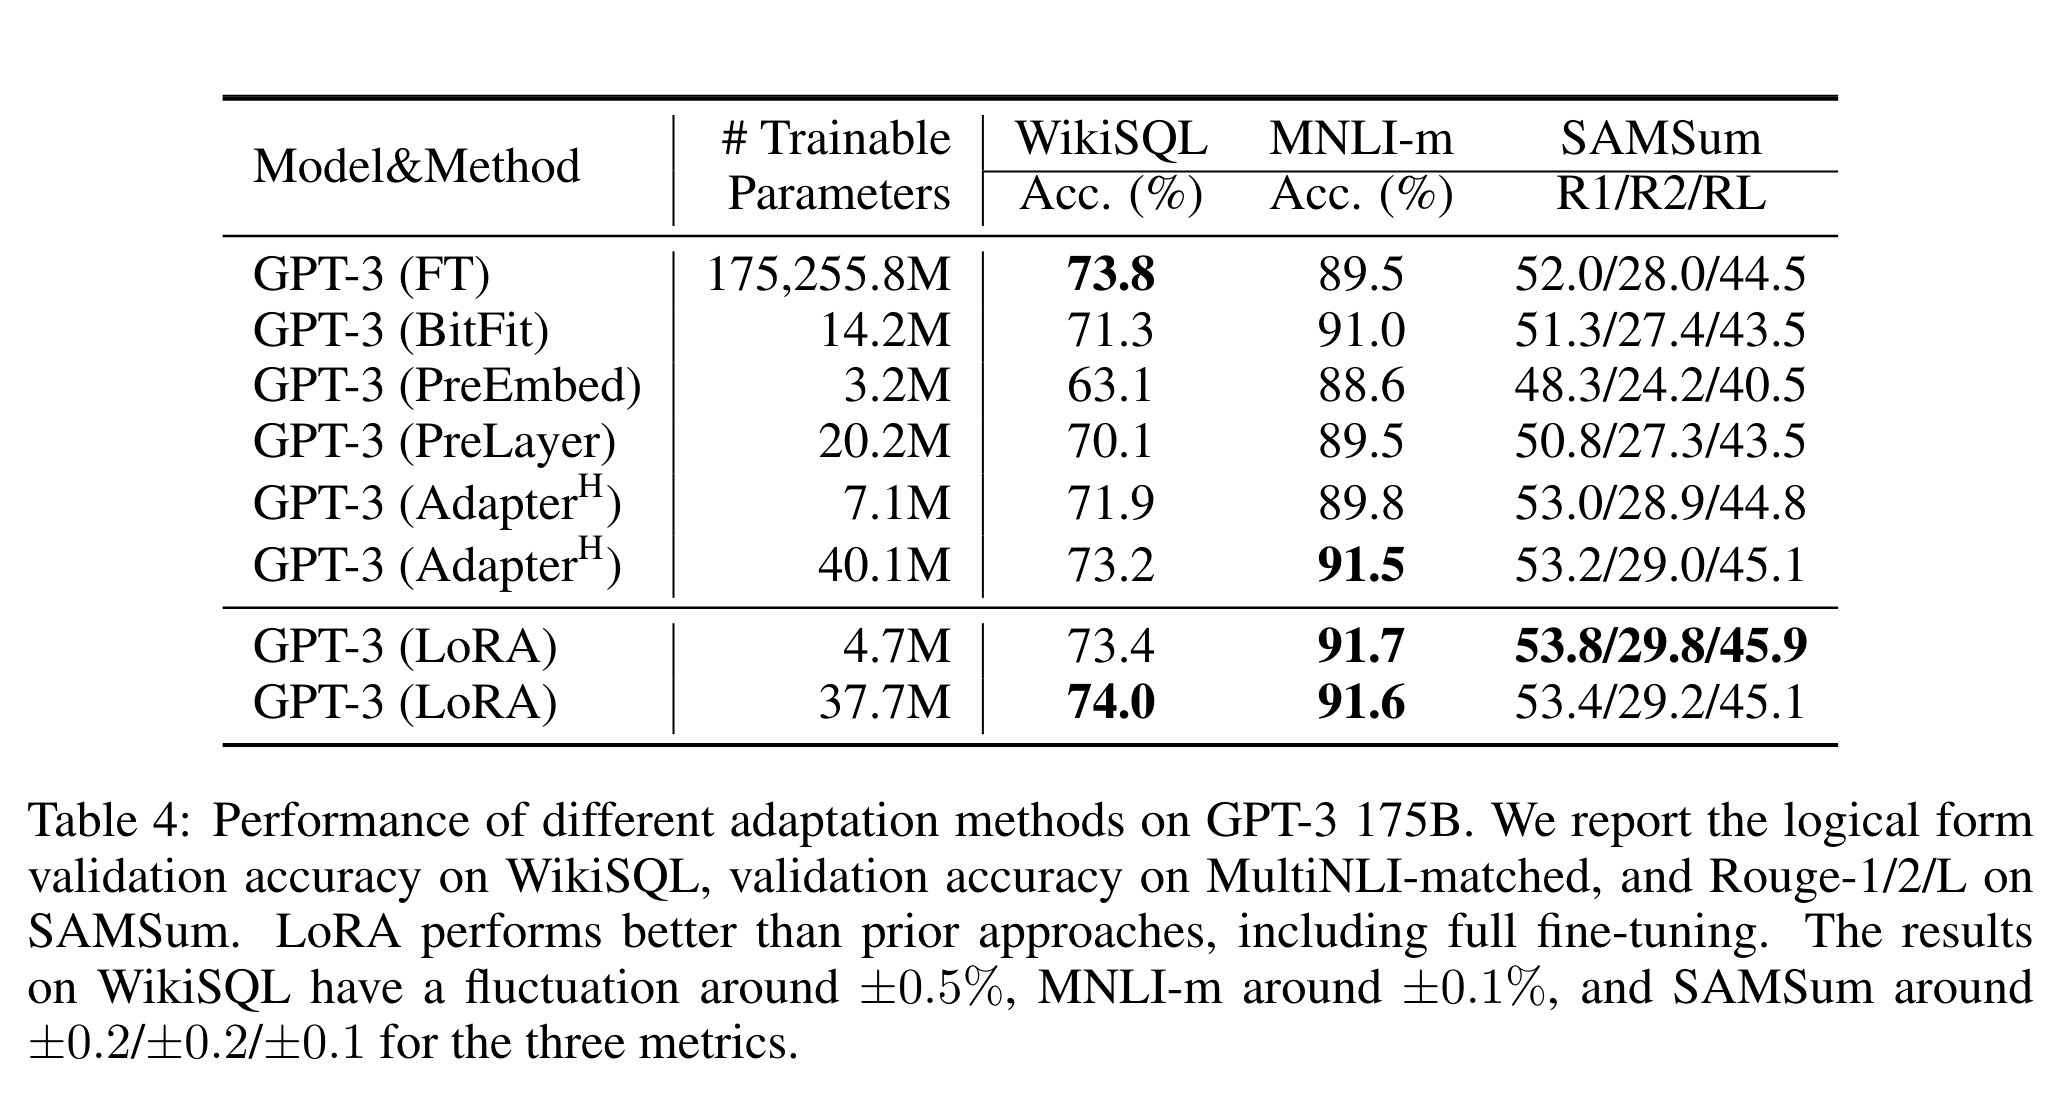 Model&Method # Trainable Parameters WikiSQL MNLI-m SAMSum
Acc. (%) Acc. (%) R1/R2/RL
GPT-3 (FT) 175,255.8M 73.8 89.5 52.0/28.0/44.5
GPT-3 (BitFit) 14.2M 71.3 91.0 51.3/27.4/43.5
GPT-3 (PreEmbed) 3.2M 63.1 88.6 48.3/24.2/40.5
GPT-3 (PreLayer) 20.2M 70.1 89.5 50.8/27.3/43.5
GPT-3 (Adapter^H) 7.1M 71.9 89.8 53.0/28.9/44.8
GPT-3 (Adapter^H) 40.1M 73.2 91.5 53.2/29.0/45.1
GPT-3 (LoRA) 4.7M 73.4 91.7 53.8/29.8/45.9
GPT-3 (LoRA) 37.7M 74.0 91.6 53.4/29.2/45.1
Table 4: Performance of different adaptation methods on GPT-3 175B. We report the logical form
validation accuracy on WikiSQL, validation accuracy on MultiNLI-matched, and Rouge-1/2/L on
SAMSum. LoRA performs better than prior approaches, including full fine-tuning. The results
on WikiSQL have a fluctuation around ±0.5%, MNLI-m around ±0.1%, and SAMSum around
±0.2/±0.2/±0.1 for the three metrics.